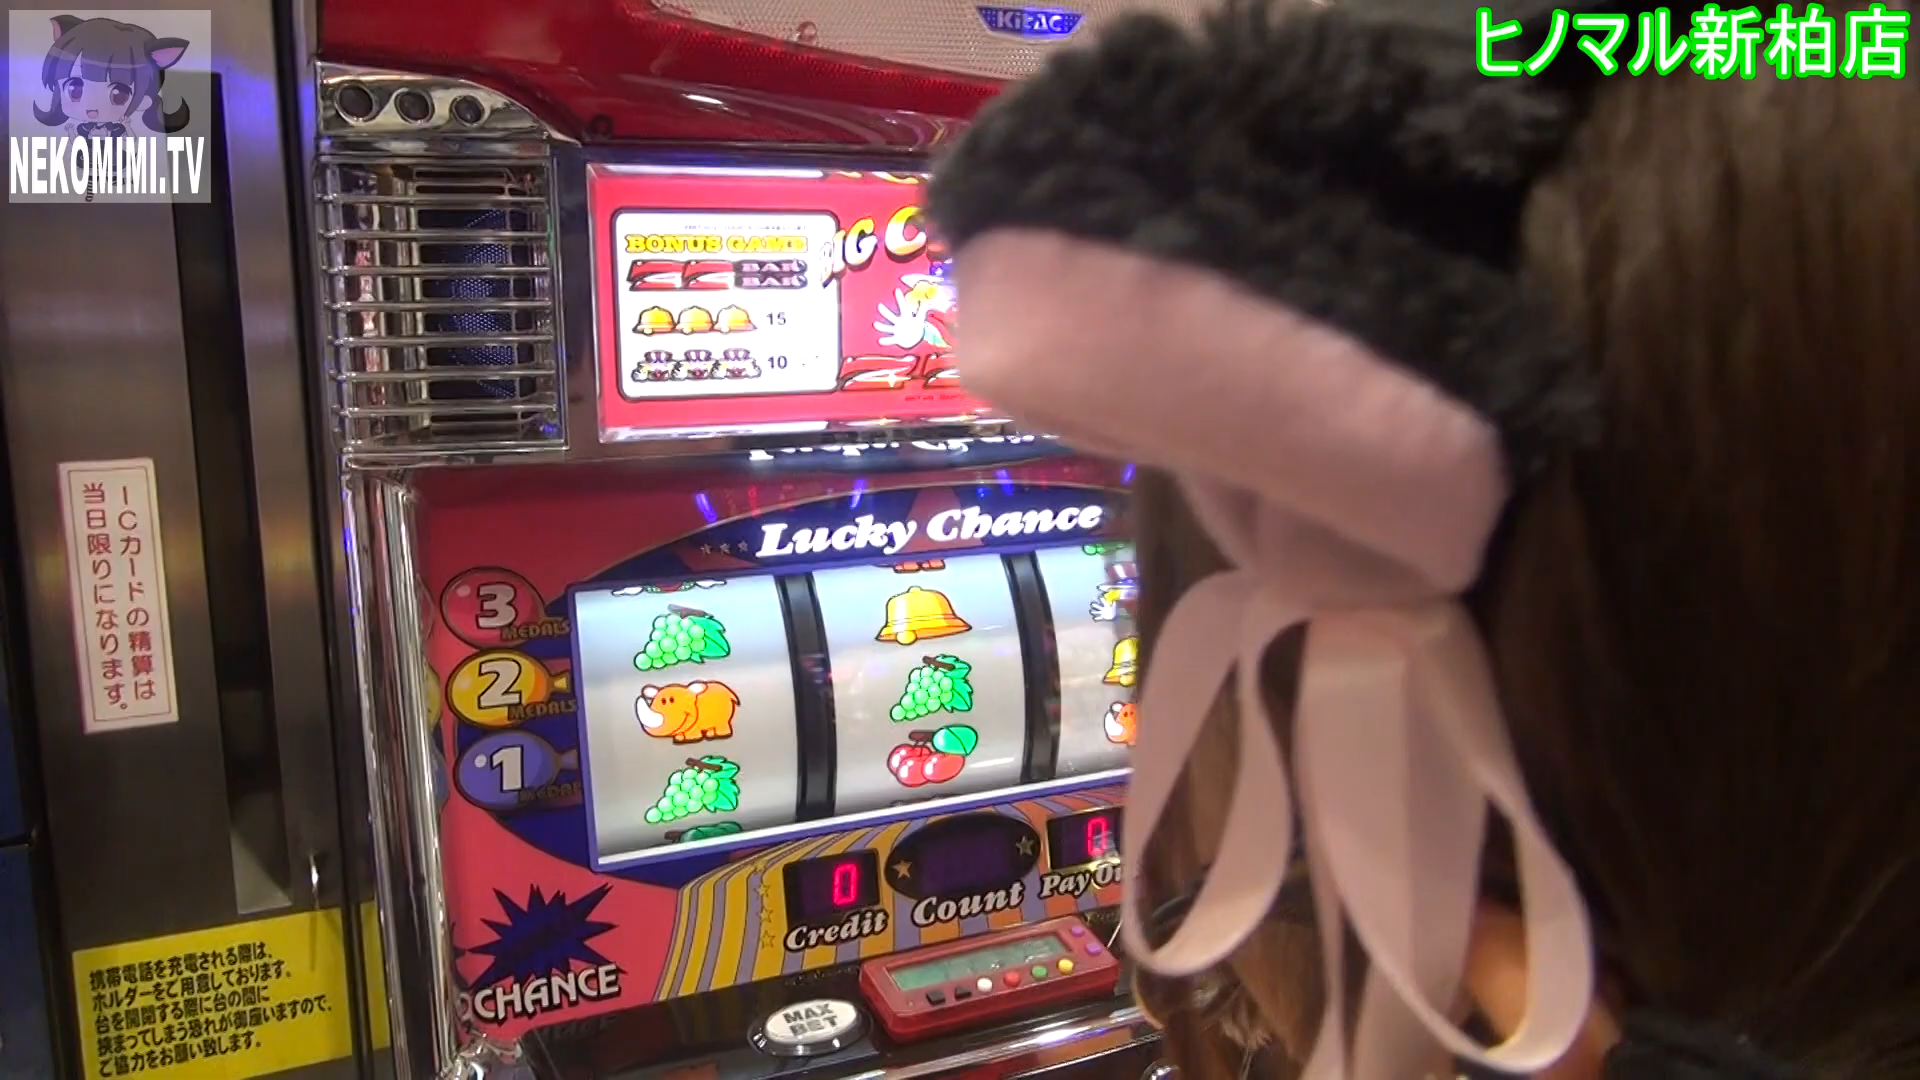 NEKOMIMI.TV
KitAC
ヒノマル新柏店
BONUS GAME
BAR
BAR
15
10
BIG C
Lucky Chance
3
MEDALS
2
MEDALS
1
MEDAL
ICカードの精算は
当日限りになります。
0
0
Credit
Count
Pay Ou
CHANCE
MAX
BET
携帯電話を充電される際は、
ホルダーをご用意しております。
台を開閉する際に台の間に
挟まってしまう恐れが御座いますので、
ご協力をお願い致します。